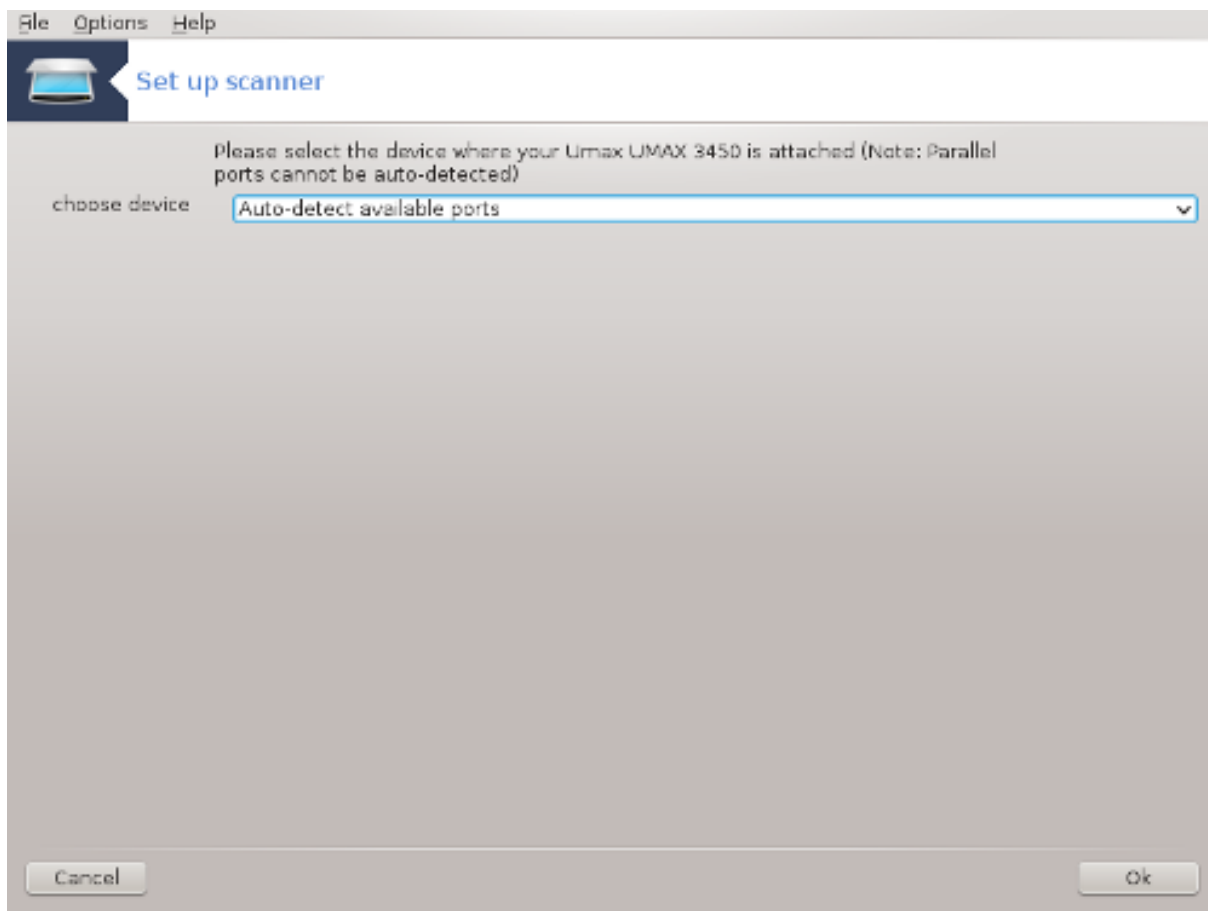 File Options Help
Set up scanner
Please select the device where your Umax UMAX 3450 is attached (Note: Parallel
ports cannot be auto-detected)
choose device
Auto-detect available ports
Cancel
Ok